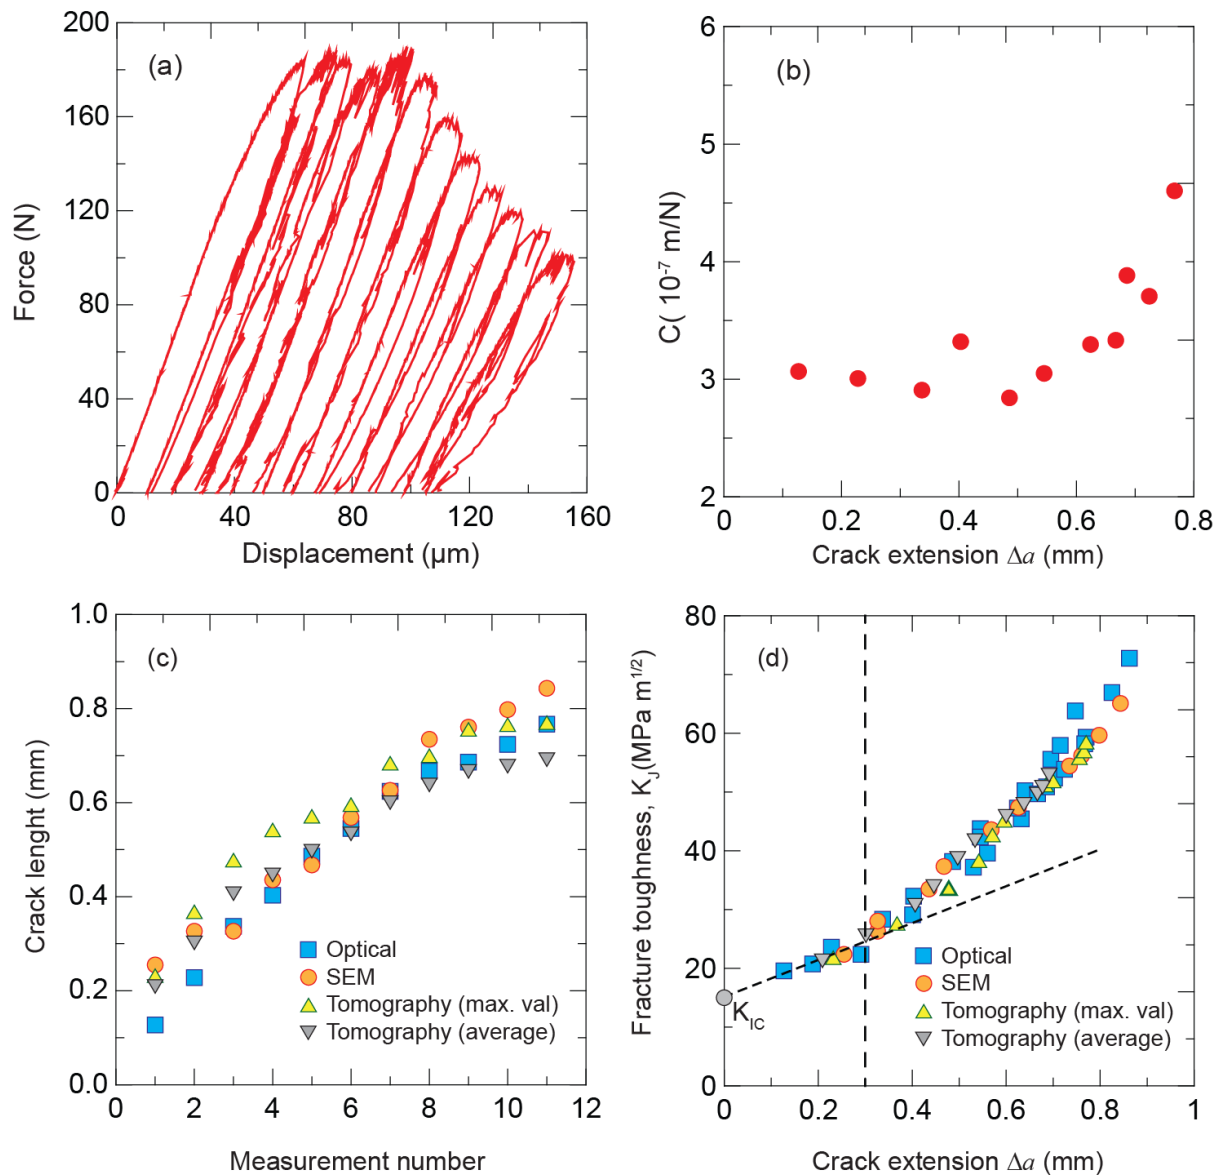 (a)
Force (N)
200
160
120
80
40
0
0 40 80 120 160
Displacement (µm)
(b)
C( 10⁻⁷ m/N)
6
5
4
3
2
0 0.2 0.4 0.6 0.8
Crack extension Δa (mm)
(c)
Crack lenght (mm)
1.0
0.8
0.6
0.4
0.2
0.0
Optical
SEM
Tomography (max. val)
Tomography (average)
0 2 4 6 8 10 12
Measurement number
(d)
Fracture toughness, K_J(MPa m^1/2)
80
60
40
20
0
K_IC
Optical
SEM
Tomography (max. val)
Tomography (average)
0 0.2 0.4 0.6 0.8 1
Crack extension Δa (mm)